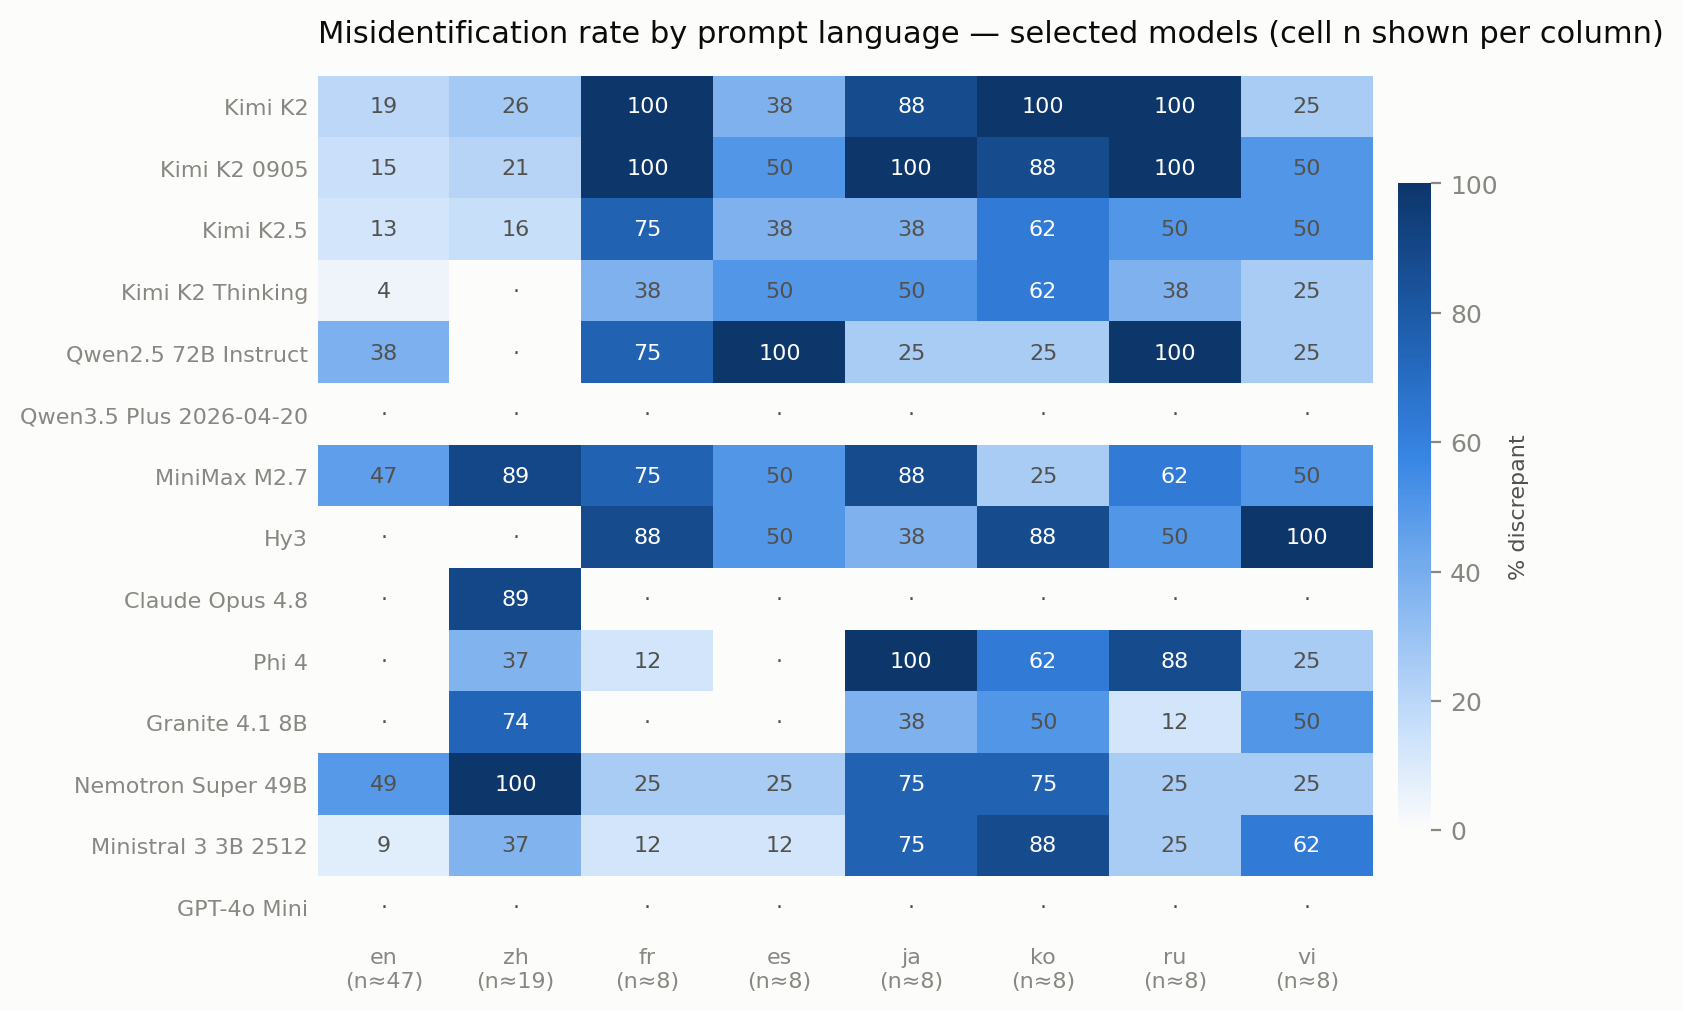 Misidentification rate by prompt language — selected models (cell n shown per column)
Kimi K2 19 26 100 38 88 100 100 25
Kimi K2 0905 15 21 100 50 100 88 100 50
Kimi K2.5 13 16 75 38 38 62 50 50
Kimi K2 Thinking 4 · 38 50 50 62 38 25
Qwen2.5 72B Instruct 38 · 75 100 25 25 100 25
Qwen3.5 Plus 2026-04-20 · · · · · · · ·
MiniMax M2.7 47 89 75 50 88 25 62 50
Hy3 · · 88 50 38 88 50 100
Claude Opus 4.8 · 89 · · · · · ·
Phi 4 · 37 12 · 100 62 88 25
Granite 4.1 8B · 74 · · 38 50 12 50
Nemotron Super 49B 49 100 25 25 75 75 25 25
Ministral 3 3B 2512 9 37 12 12 75 88 25 62
GPT-4o Mini · · · · · · · ·
en zh fr es ja ko ru vi
(n≈47) (n≈19) (n≈8) (n≈8) (n≈8) (n≈8) (n≈8) (n≈8)
100
80
60
40
20
0
% discrepant